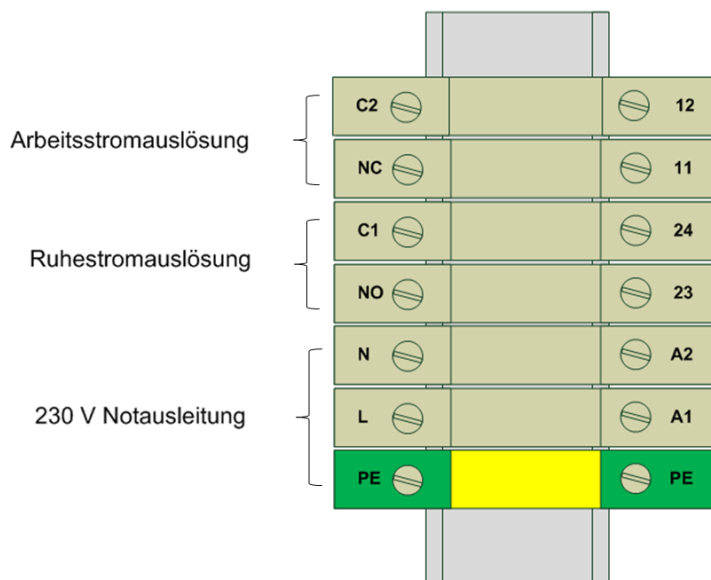 C2 12
Arbeitsstromauslösung
NC 11
C1 24
Ruhestromauslösung
NO 23
N A2
230 V Notausleitung
L A1
PE PE